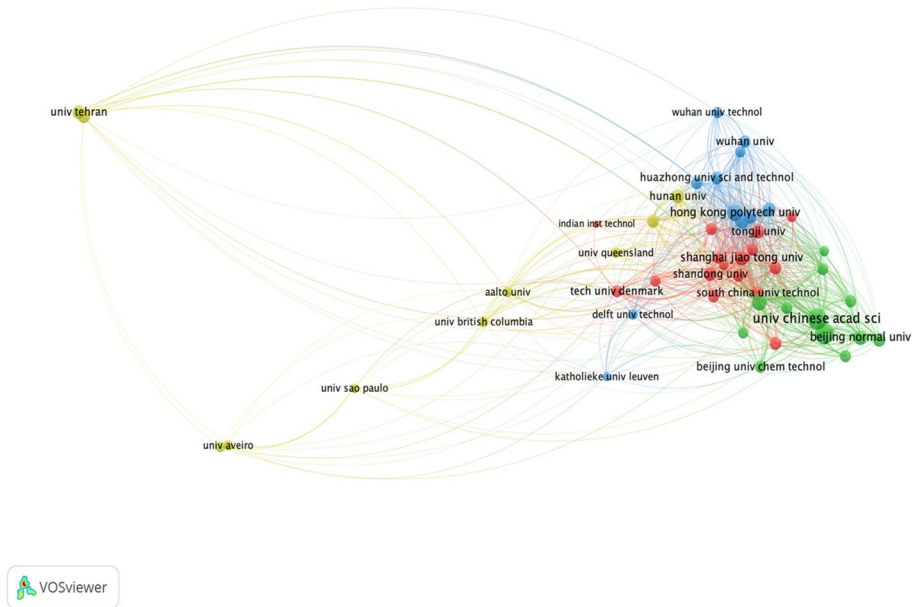 univ tehran
wuhan univ technol
wuhan univ
huazhong univ sci and technol
hunan univ
hong kong polytech univ
indian inst technol
tongji univ
univ queensland
shanghai jiao tong univ
shandong univ
aalto univ
tech univ denmark
south china univ technol
delft univ technol
univ british columbia
univ chinese acad sci
beijing normal univ
beijing univ chem technol
katholieke univ leuven
univ sao paulo
univ aveiro
VOSviewer